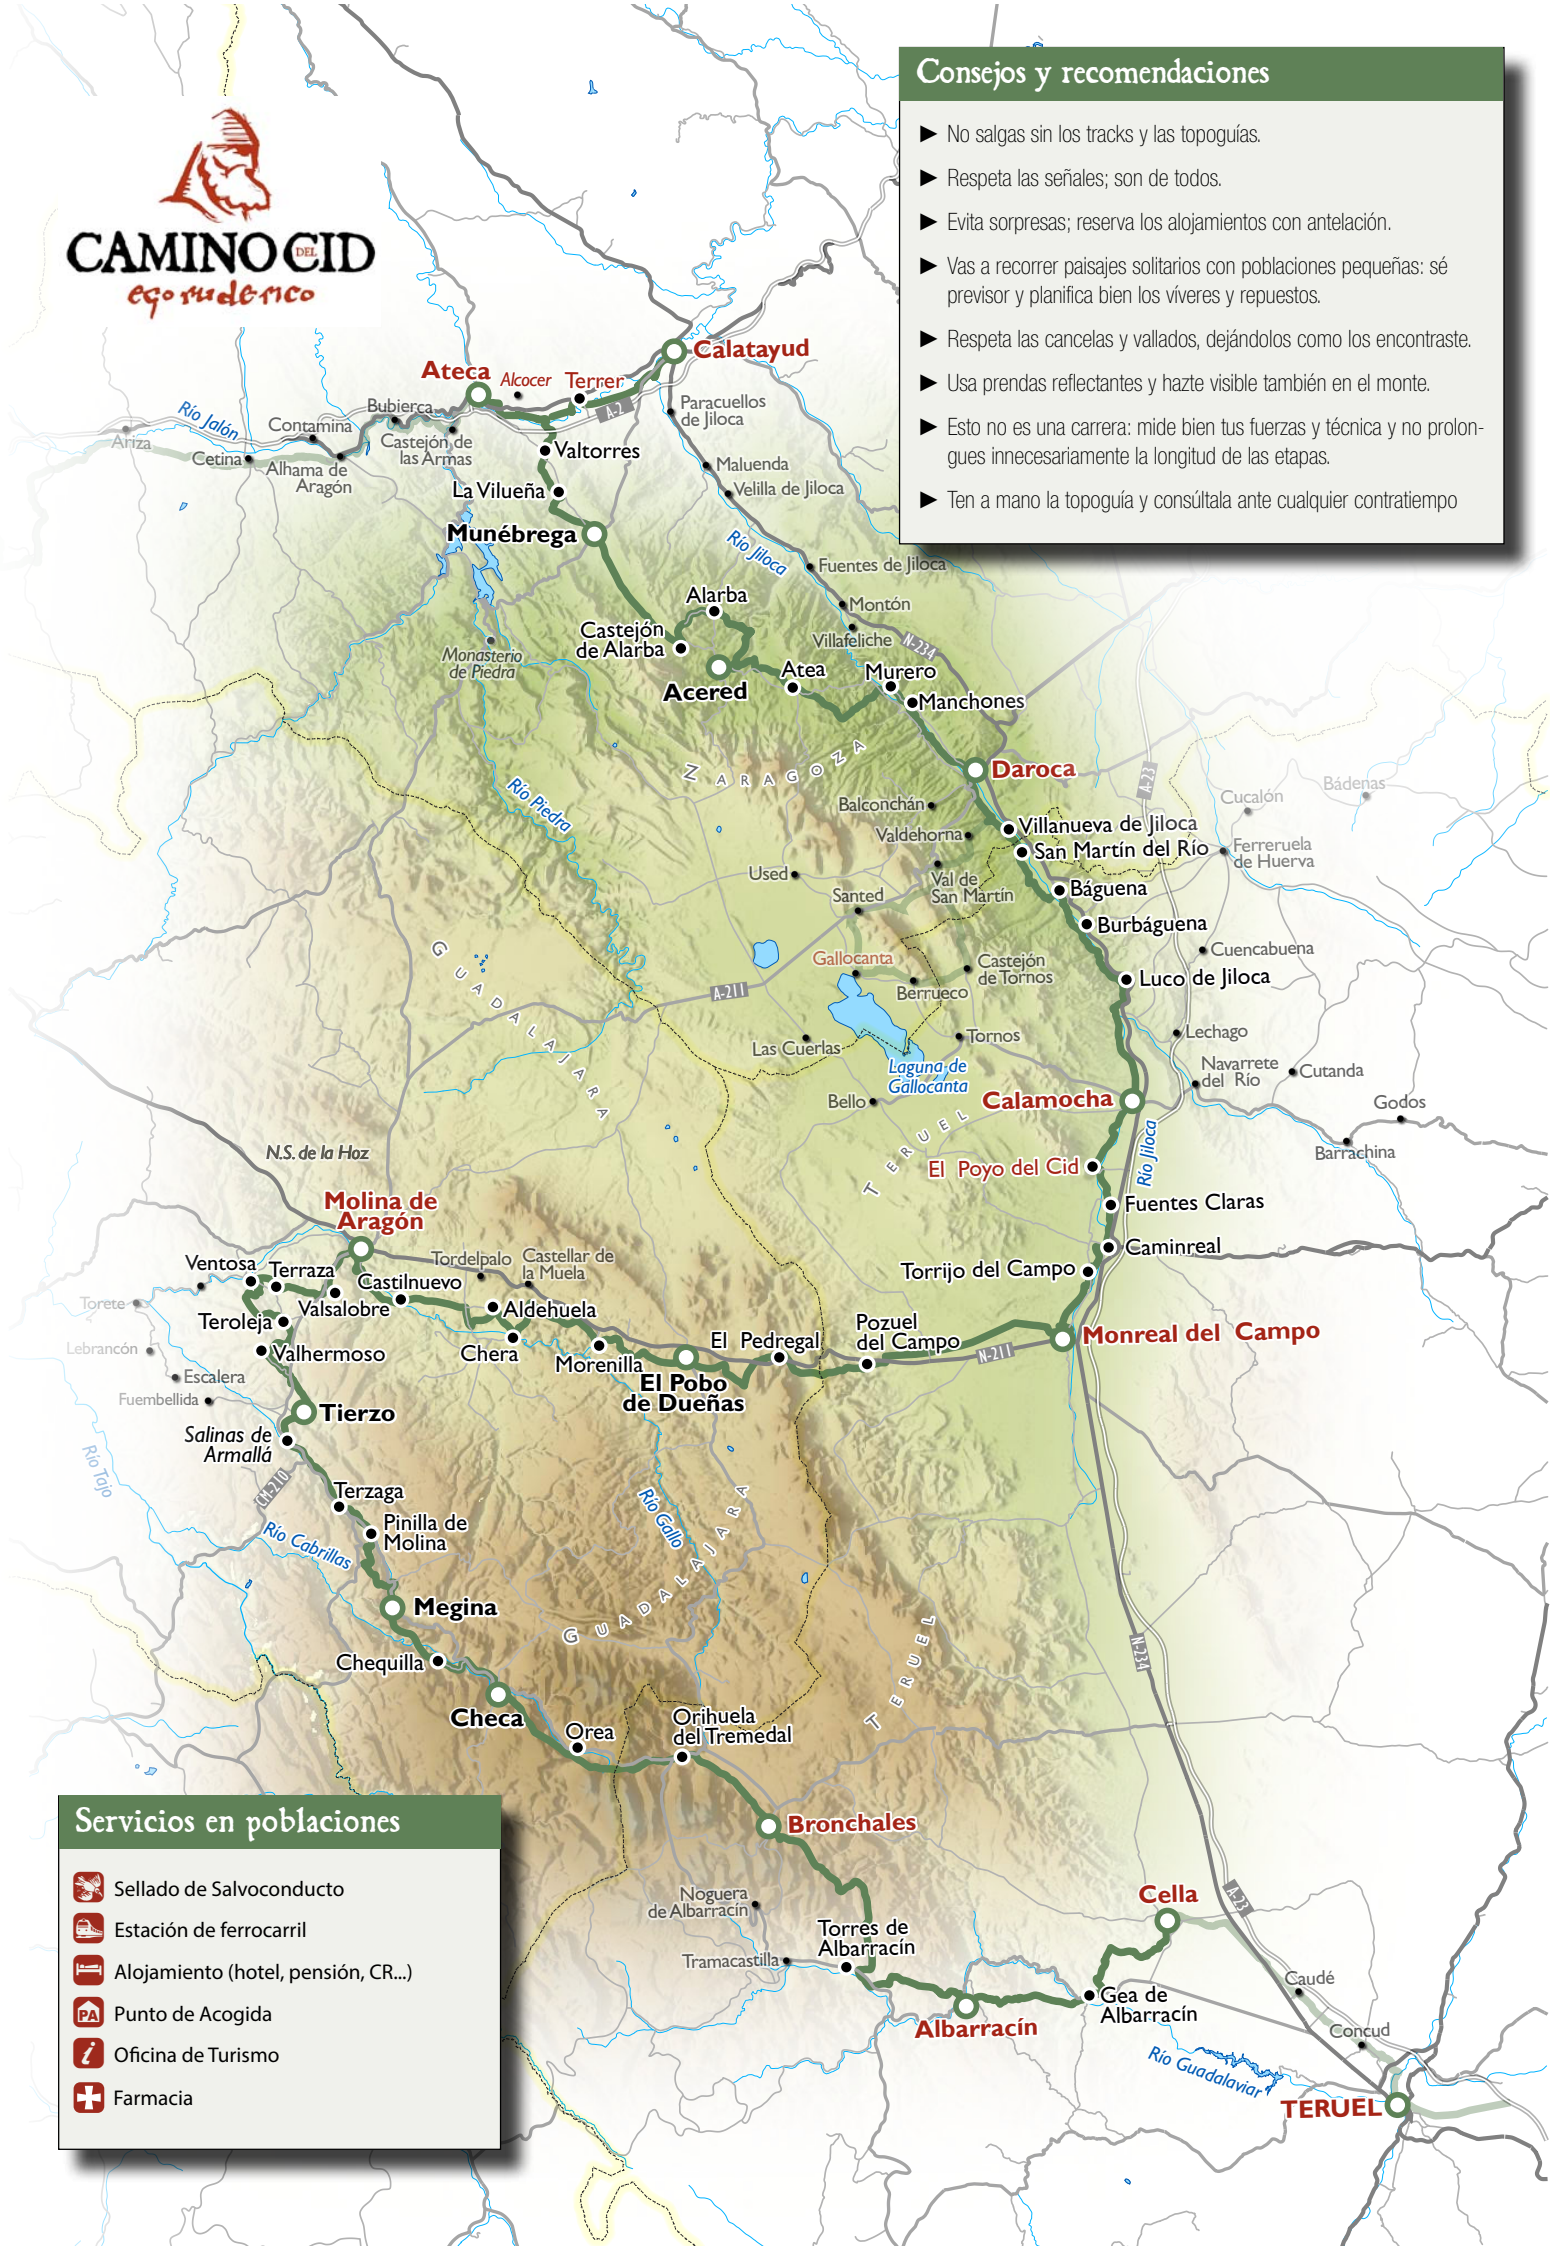 CAMINO DEL CID
ego ruderico
Consejos y recomendaciones
► No salgas sin los tracks y las topoguías.
► Respeta las señales; son de todos.
► Evita sorpresas; reserva los alojamientos con antelación.
► Vas a recorrer paisajes solitarios con poblaciones pequeñas: sé
previsor y planifica bien los víveres y repuestos.
► Respeta las cancelas y vallados, dejándolos como los encontraste.
► Usa prendas reflectantes y hazte visible también en el monte.
► Esto no es una carrera: mide bien tus fuerzas y técnica y no prolon-
gues innecesariamente la longitud de las etapas.
► Ten a mano la topoguía y consúltala ante cualquier contratiempo
Calatayud
Ateca
Alcocer
Terrer
A-2
Paracuellos
de Jiloca
Río Jalón
Bubierca
Contamina
Ariza
Cetina
Alhama de
Aragón
Castejón de
las Armas
Valtorres
Maluenda
Velilla de Jiloca
La Vilueña
Munébrega
Río Jiloca
Fuentes de Jiloca
Alarba
Montón
Castejón
de Alarba
Villafeliche
N-234
Monasterio
de Piedra
Atea
Murero
Acered
Manchones
ZARAGOZA
Daroca
A-23
Río Piedra
Balconchán
Cucalón
Bádenas
Valdehorna
Villanueva de Jiloca
San Martín del Río
Ferreruela
de Huerva
Used
Val de
San Martín
Báguena
Santed
Burbáguena
GUADALAJARA
Gallocanta
Castejón
de Tornos
Cuencabuena
Berrueco
Luco de Jiloca
A-211
Las Cuerlas
Tornos
Lechago
Laguna de
Gallocanta
Navarrete
del Río
Cutanda
Bello
Calamocha
Godos
TERUEL
Barrachina
N.S. de la Hoz
El Poyo del Cid
Río Jiloca
Molina de
Aragón
Fuentes Claras
Ventosa
Terraza
Tordelpalo
Castellar de
la Muela
Caminreal
Castilnuevo
Torrijo del Campo
Torete
Valsalobre
Aldehuela
Teroleja
Pozuel
del Campo
Monreal del Campo
El Pedregal
Lebrancón
Valhermoso
Chera
Morenilla
N-211
Escalera
El Pobo
de Dueñas
Fuembellida
Tierzo
Salinas de
Armallá
Río Tajo
CM-210
Terzaga
Río Gallo
Pinilla de
Molina
Río Cabrillas
GUADALAJARA
Megina
TERUEL
N-234
Chequilla
Checa
Orea
Orihuela
del Tremedal
Bronchales
Noguera
de Albarracín
Cella
A-23
Torres de
Albarracín
Tramacastilla
Caudé
Gea de
Albarracín
Albarracín
Concud
Río Guadalaviar
TERUEL
Servicios en poblaciones
Sellado de Salvoconducto
Estación de ferrocarril
Alojamiento (hotel, pensión, CR...)
PA Punto de Acogida
i Oficina de Turismo
Farmacia